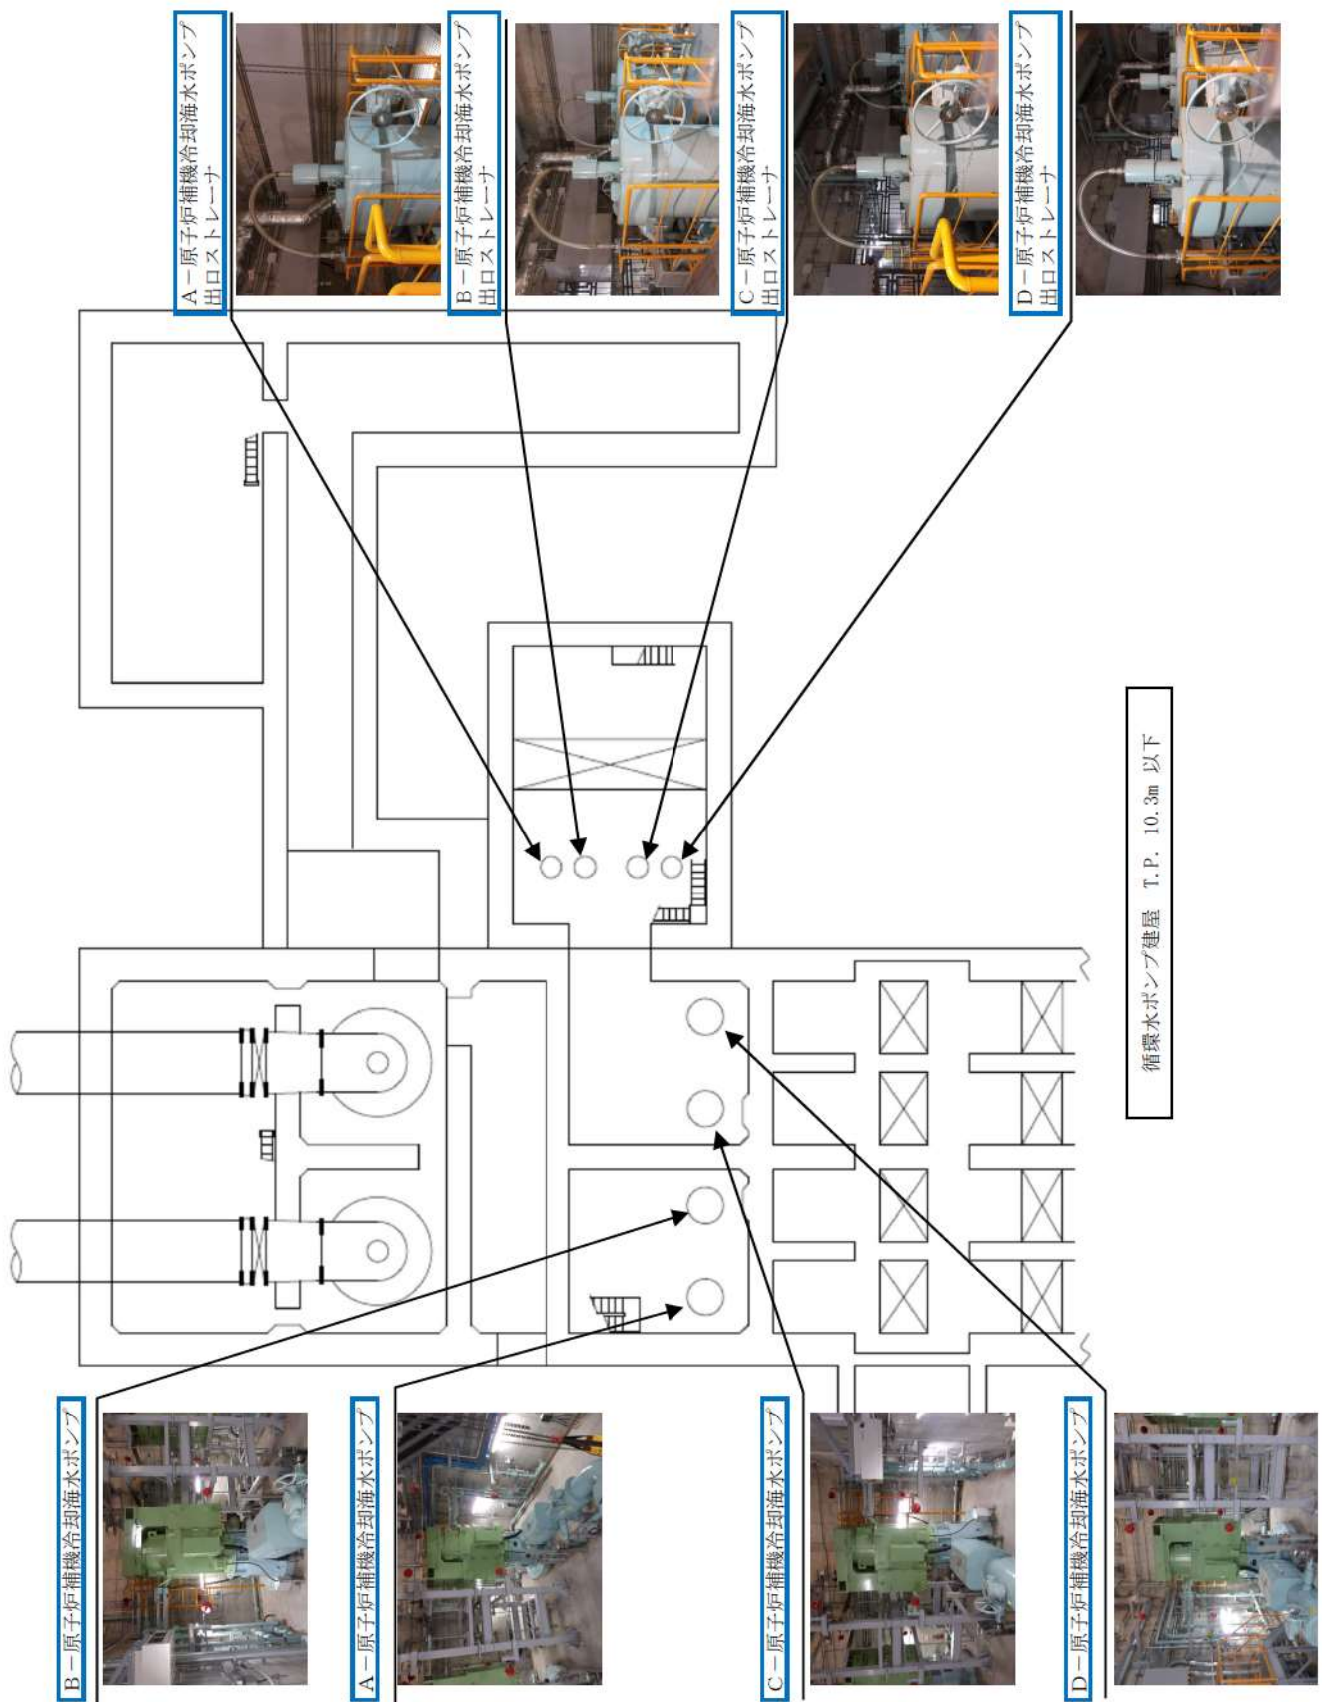 A－原子炉補機冷却海水ポンプ
出口ストレーナ
B－原子炉補機冷却海水ポンプ
出口ストレーナ
C－原子炉補機冷却海水ポンプ
出口ストレーナ
D－原子炉補機冷却海水ポンプ
出口ストレーナ
B－原子炉補機冷却海水ポンプ
A－原子炉補機冷却海水ポンプ
C－原子炉補機冷却海水ポンプ
D－原子炉補機冷却海水ポンプ
循環水ポンプ建屋 T.P. 10.3m 以下